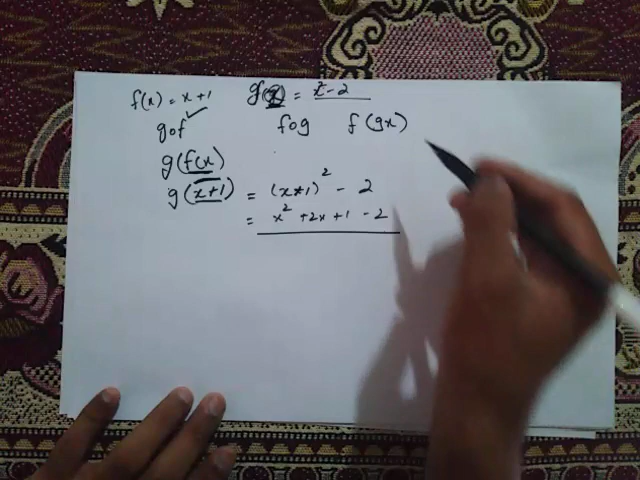 f(x) = x+1 g(x) = x²-2
gof ✓ fog f(gx)
g(f(x)
g(x+1) = (x+1)² - 2
= x² +2x+1 -2